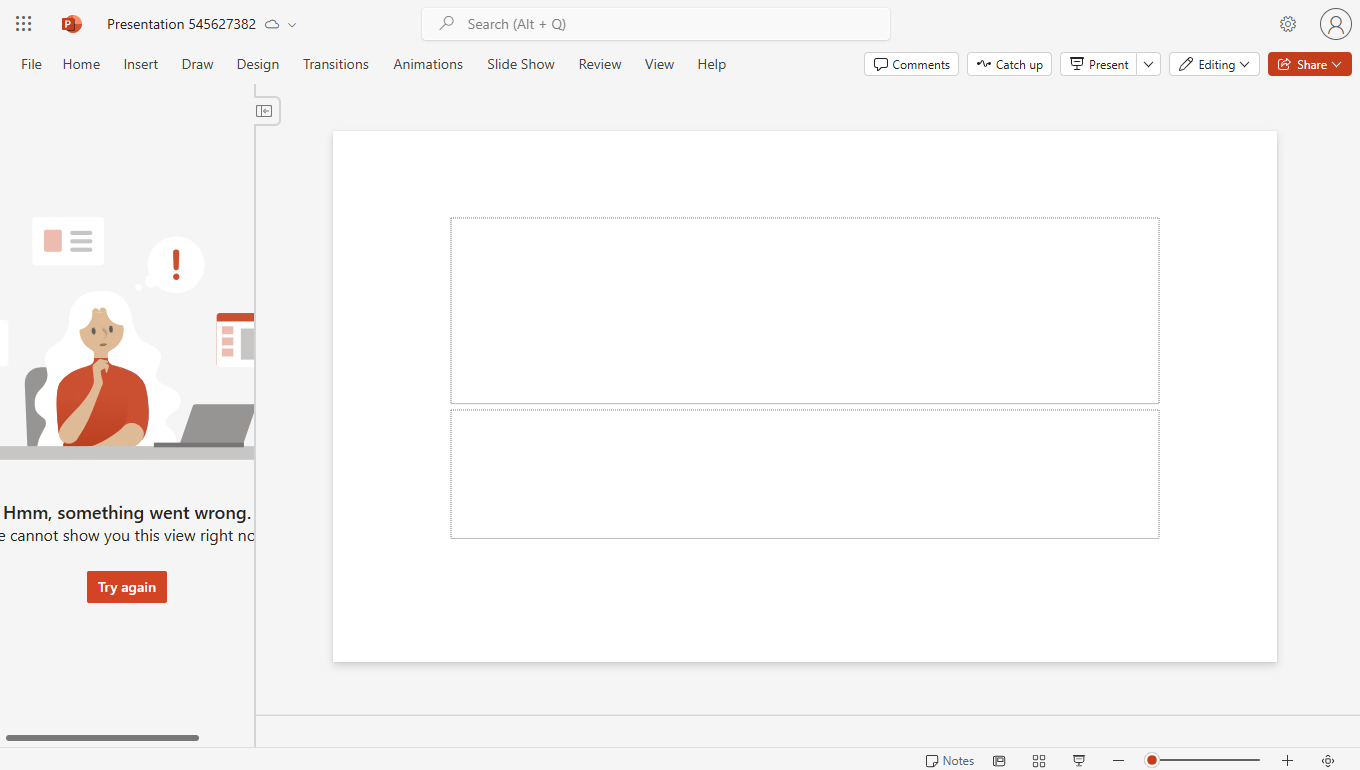 Presentation 545627382
Search (Alt + Q)
File Home Insert Draw Design Transitions Animations Slide Show Review View Help
Comments Catch up Present Editing Share
Hmm, something went wrong.
e cannot show you this view right no
Try again
Notes